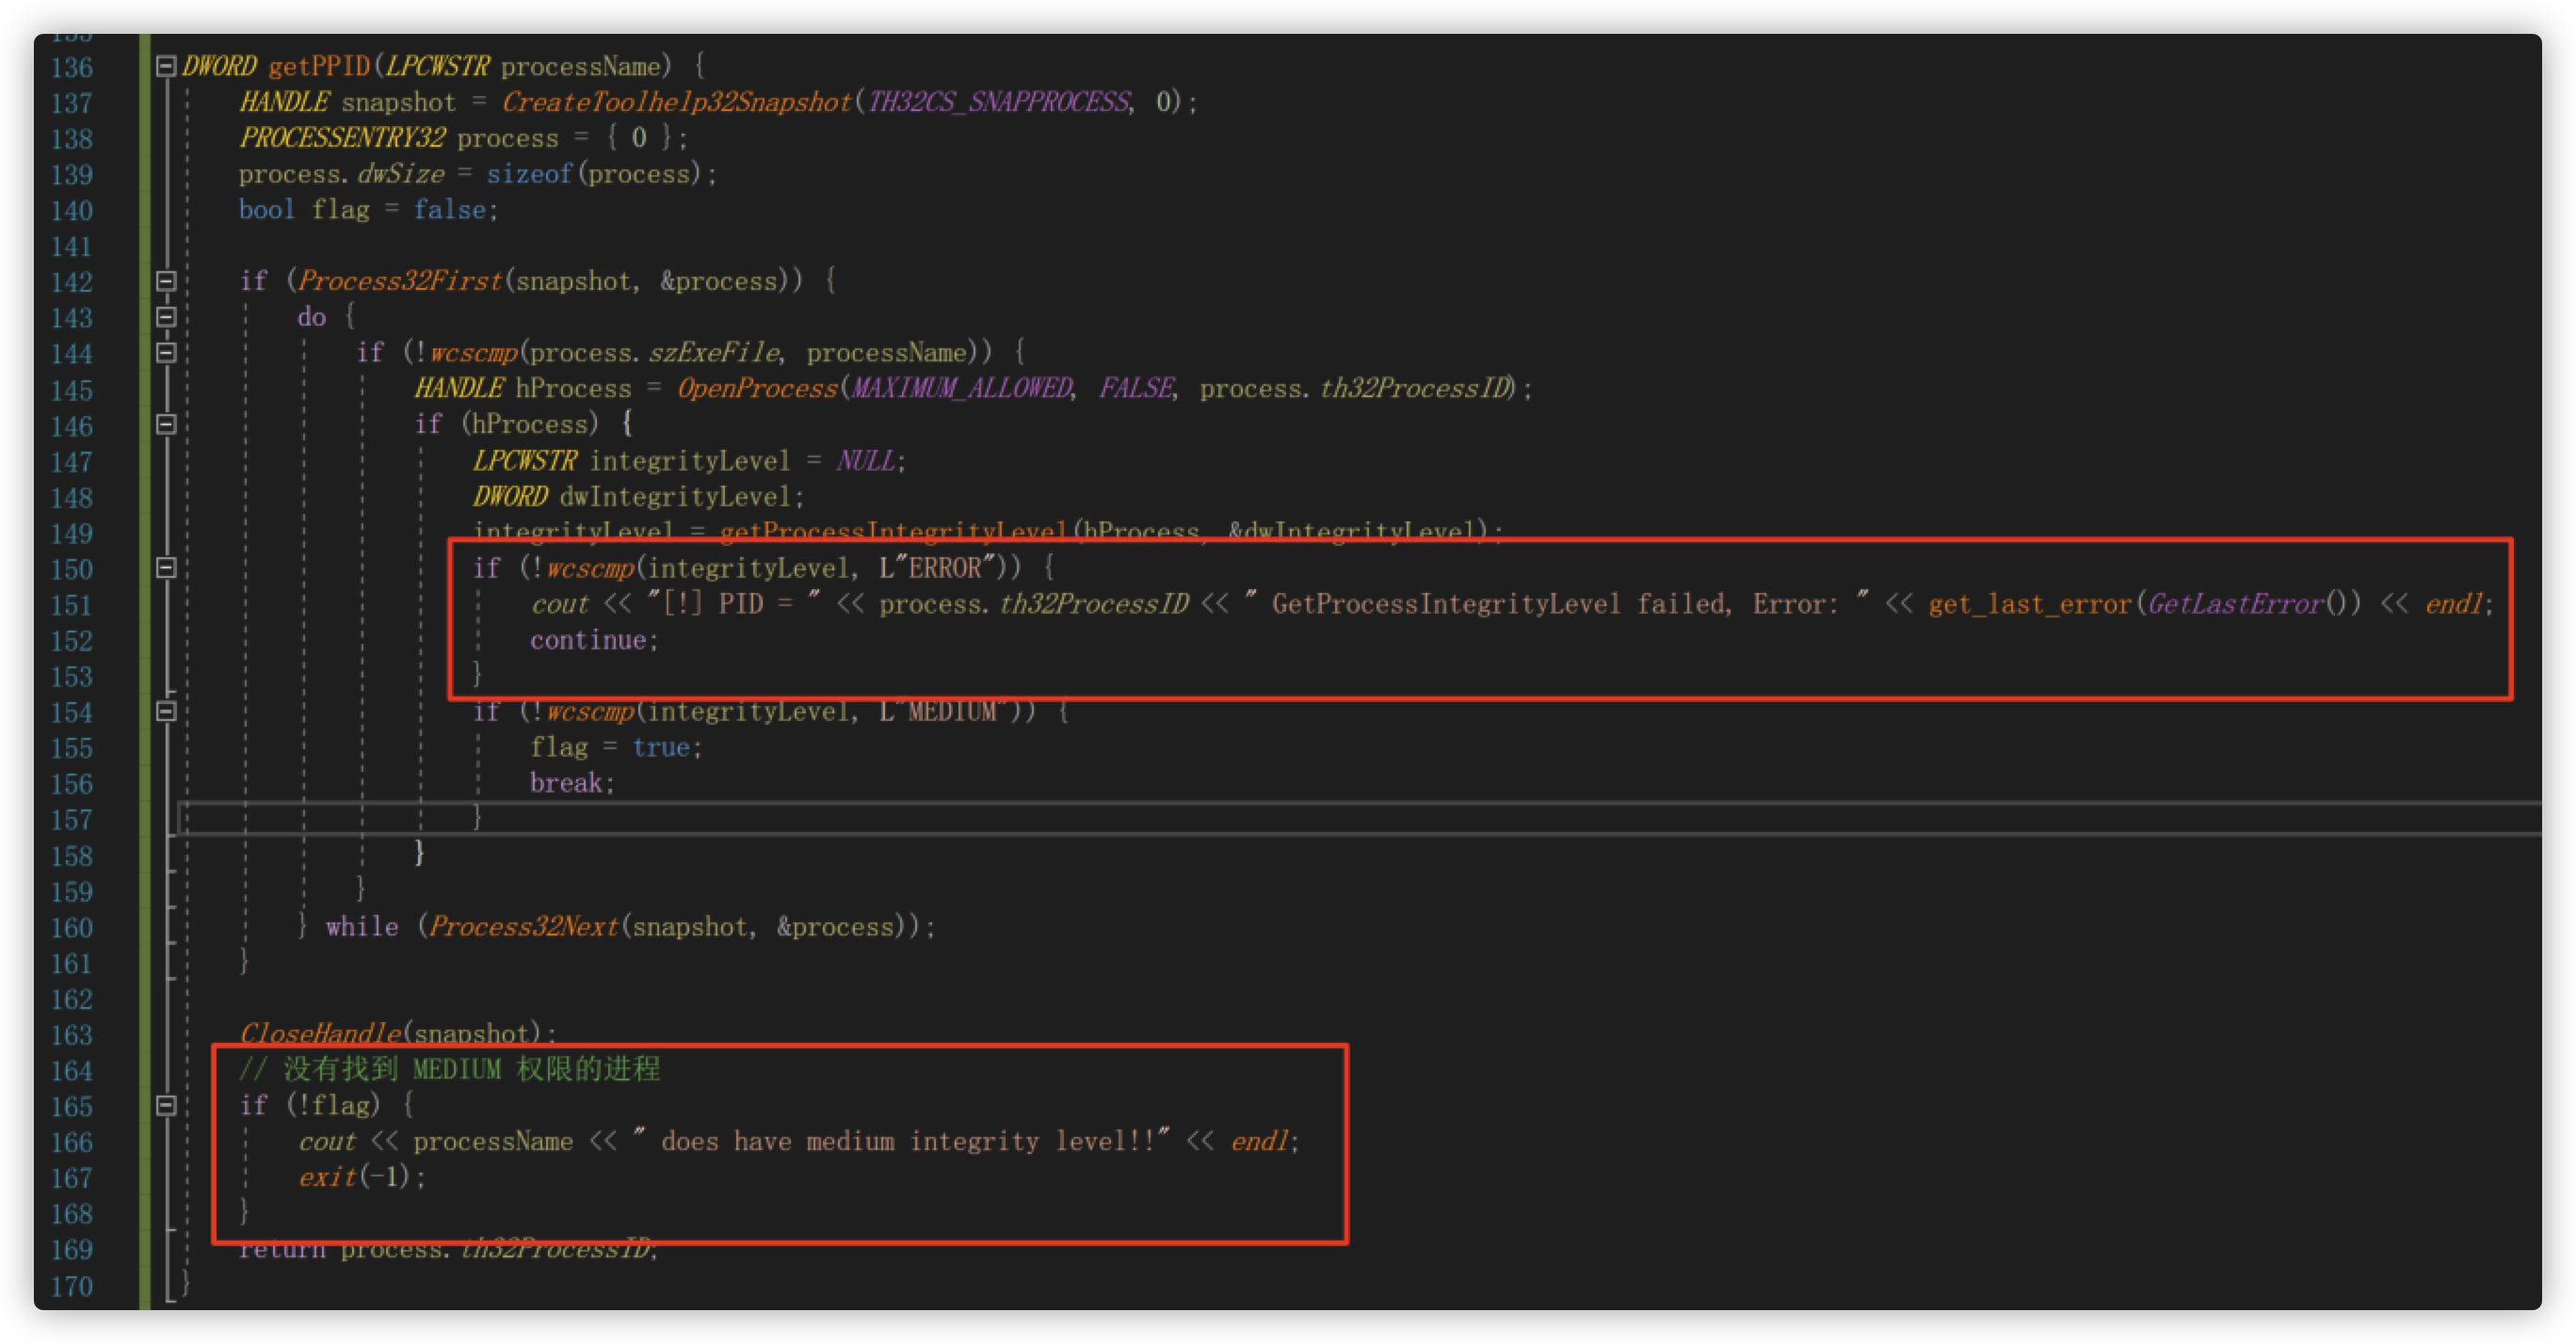 136 DWORD getPPID(LPCWSTR processName) {
137 HANDLE snapshot = CreateToolhelp32Snapshot(TH32CS_SNAPPROCESS, 0);
138 PROCESSENTRY32 process = { 0 };
139 process.dwSize = sizeof(process);
140 bool flag = false;
141
142 if (Process32First(snapshot, &process)) {
143 do {
144 if (!wcscmp(process.szExeFile, processName)) {
145 HANDLE hProcess = OpenProcess(MAXIMUM_ALLOWED, FALSE, process.th32ProcessID);
146 if (hProcess) {
147 LPCWSTR integrityLevel = NULL;
148 DWORD dwIntegrityLevel;
149 integrityLevel = getProcessIntegrityLevel(hProcess, &dwIntegrityLevel);
150 if (!wcscmp(integrityLevel, L"ERROR")) {
151 cout << "[!] PID = " << process.th32ProcessID << " GetProcessIntegrityLevel failed, Error: " << get_last_error(GetLastError()) << endl;
152 continue;
153 }
154 if (!wcscmp(integrityLevel, L"MEDIUM")) {
155 flag = true;
156 break;
157 }
158 }
159 }
160 } while (Process32Next(snapshot, &process));
161 }
162
163 CloseHandle(snapshot);
164 // 没有找到 MEDIUM 权限的进程
165 if (!flag) {
166 cout << processName << " does have medium integrity level!!" << endl;
167 exit(-1);
168 }
169 return process.th32ProcessID;
170 }